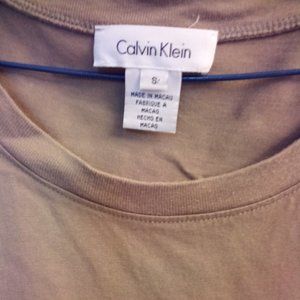 Calvin Klein
S
MADE IN MACAU
FABRIQUE A
MACAO
HECHO EN
MACAO